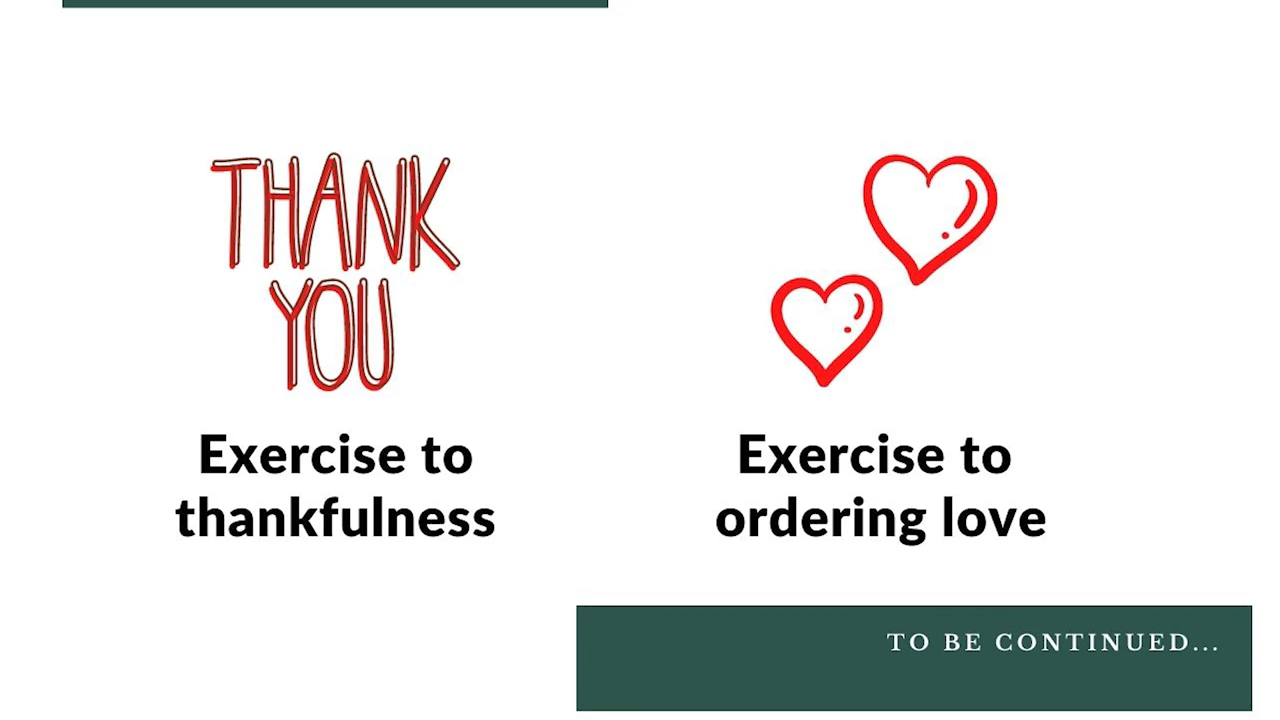 THANK
YOU
Exercise to
thankfulness
Exercise to
ordering love
TO BE CONTINUED...